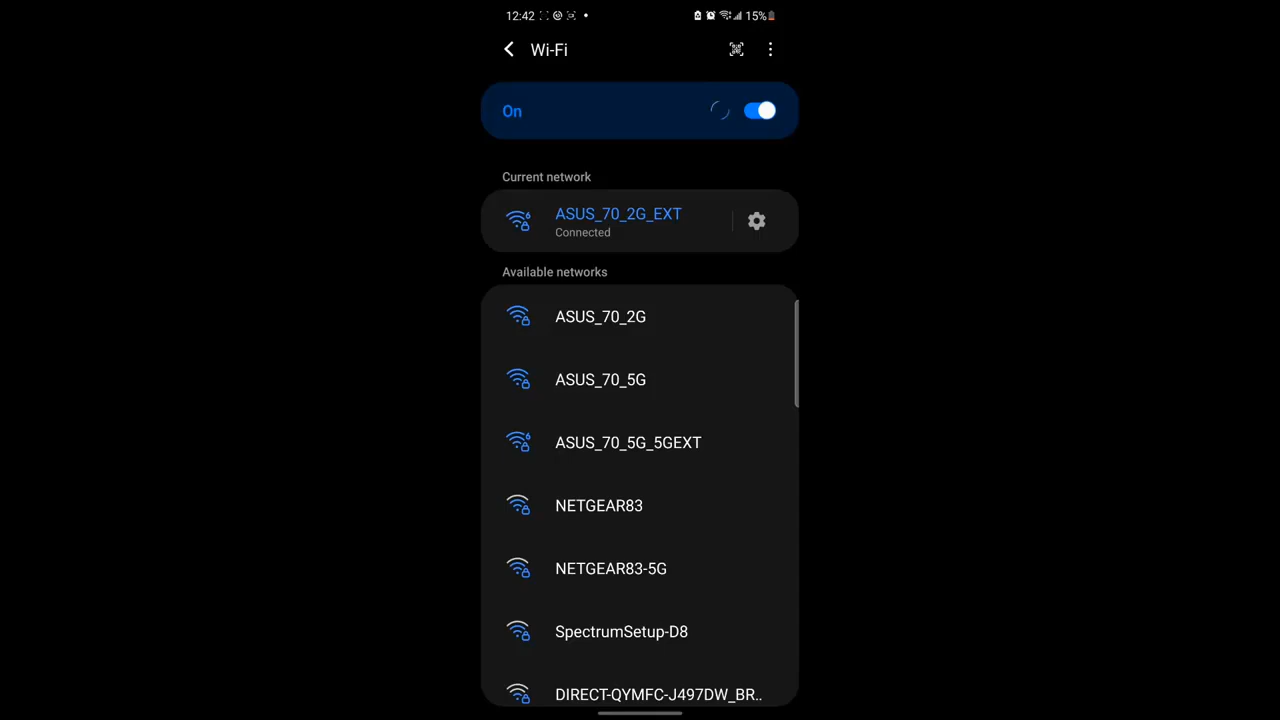 12:42 15%
Wi-Fi
On
Current network
ASUS_70_2G_EXT
Connected
Available networks
ASUS_70_2G
ASUS_70_5G
ASUS_70_5G_5GEXT
NETGEAR83
NETGEAR83-5G
SpectrumSetup-D8
DIRECT-QYMFC-J497DW_BR..